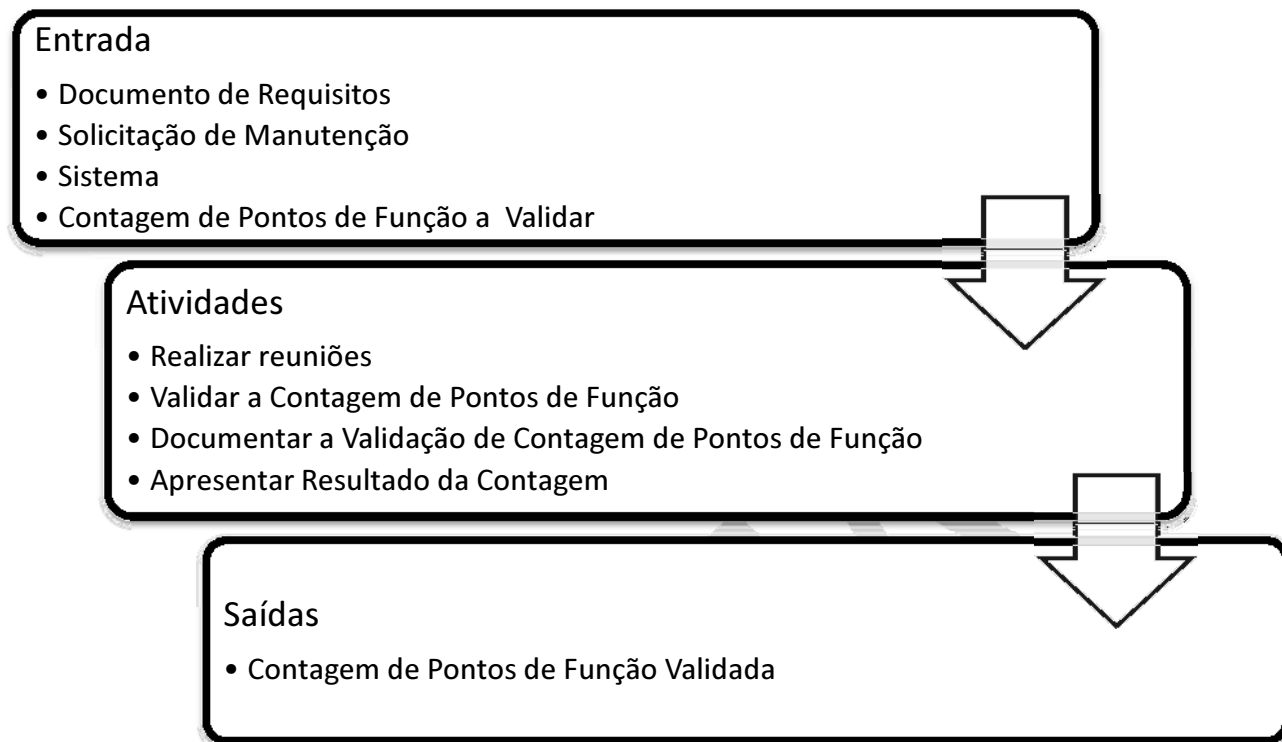 Entrada
• Documento de Requisitos
• Solicitação de Manutenção
• Sistema
• Contagem de Pontos de Função a  Validar
Atividades
• Realizar reuniões
• Validar a Contagem de Pontos de Função
• Documentar a Validação de Contagem de Pontos de Função
• Apresentar Resultado da Contagem
Saídas
• Contagem de Pontos de Função Validada